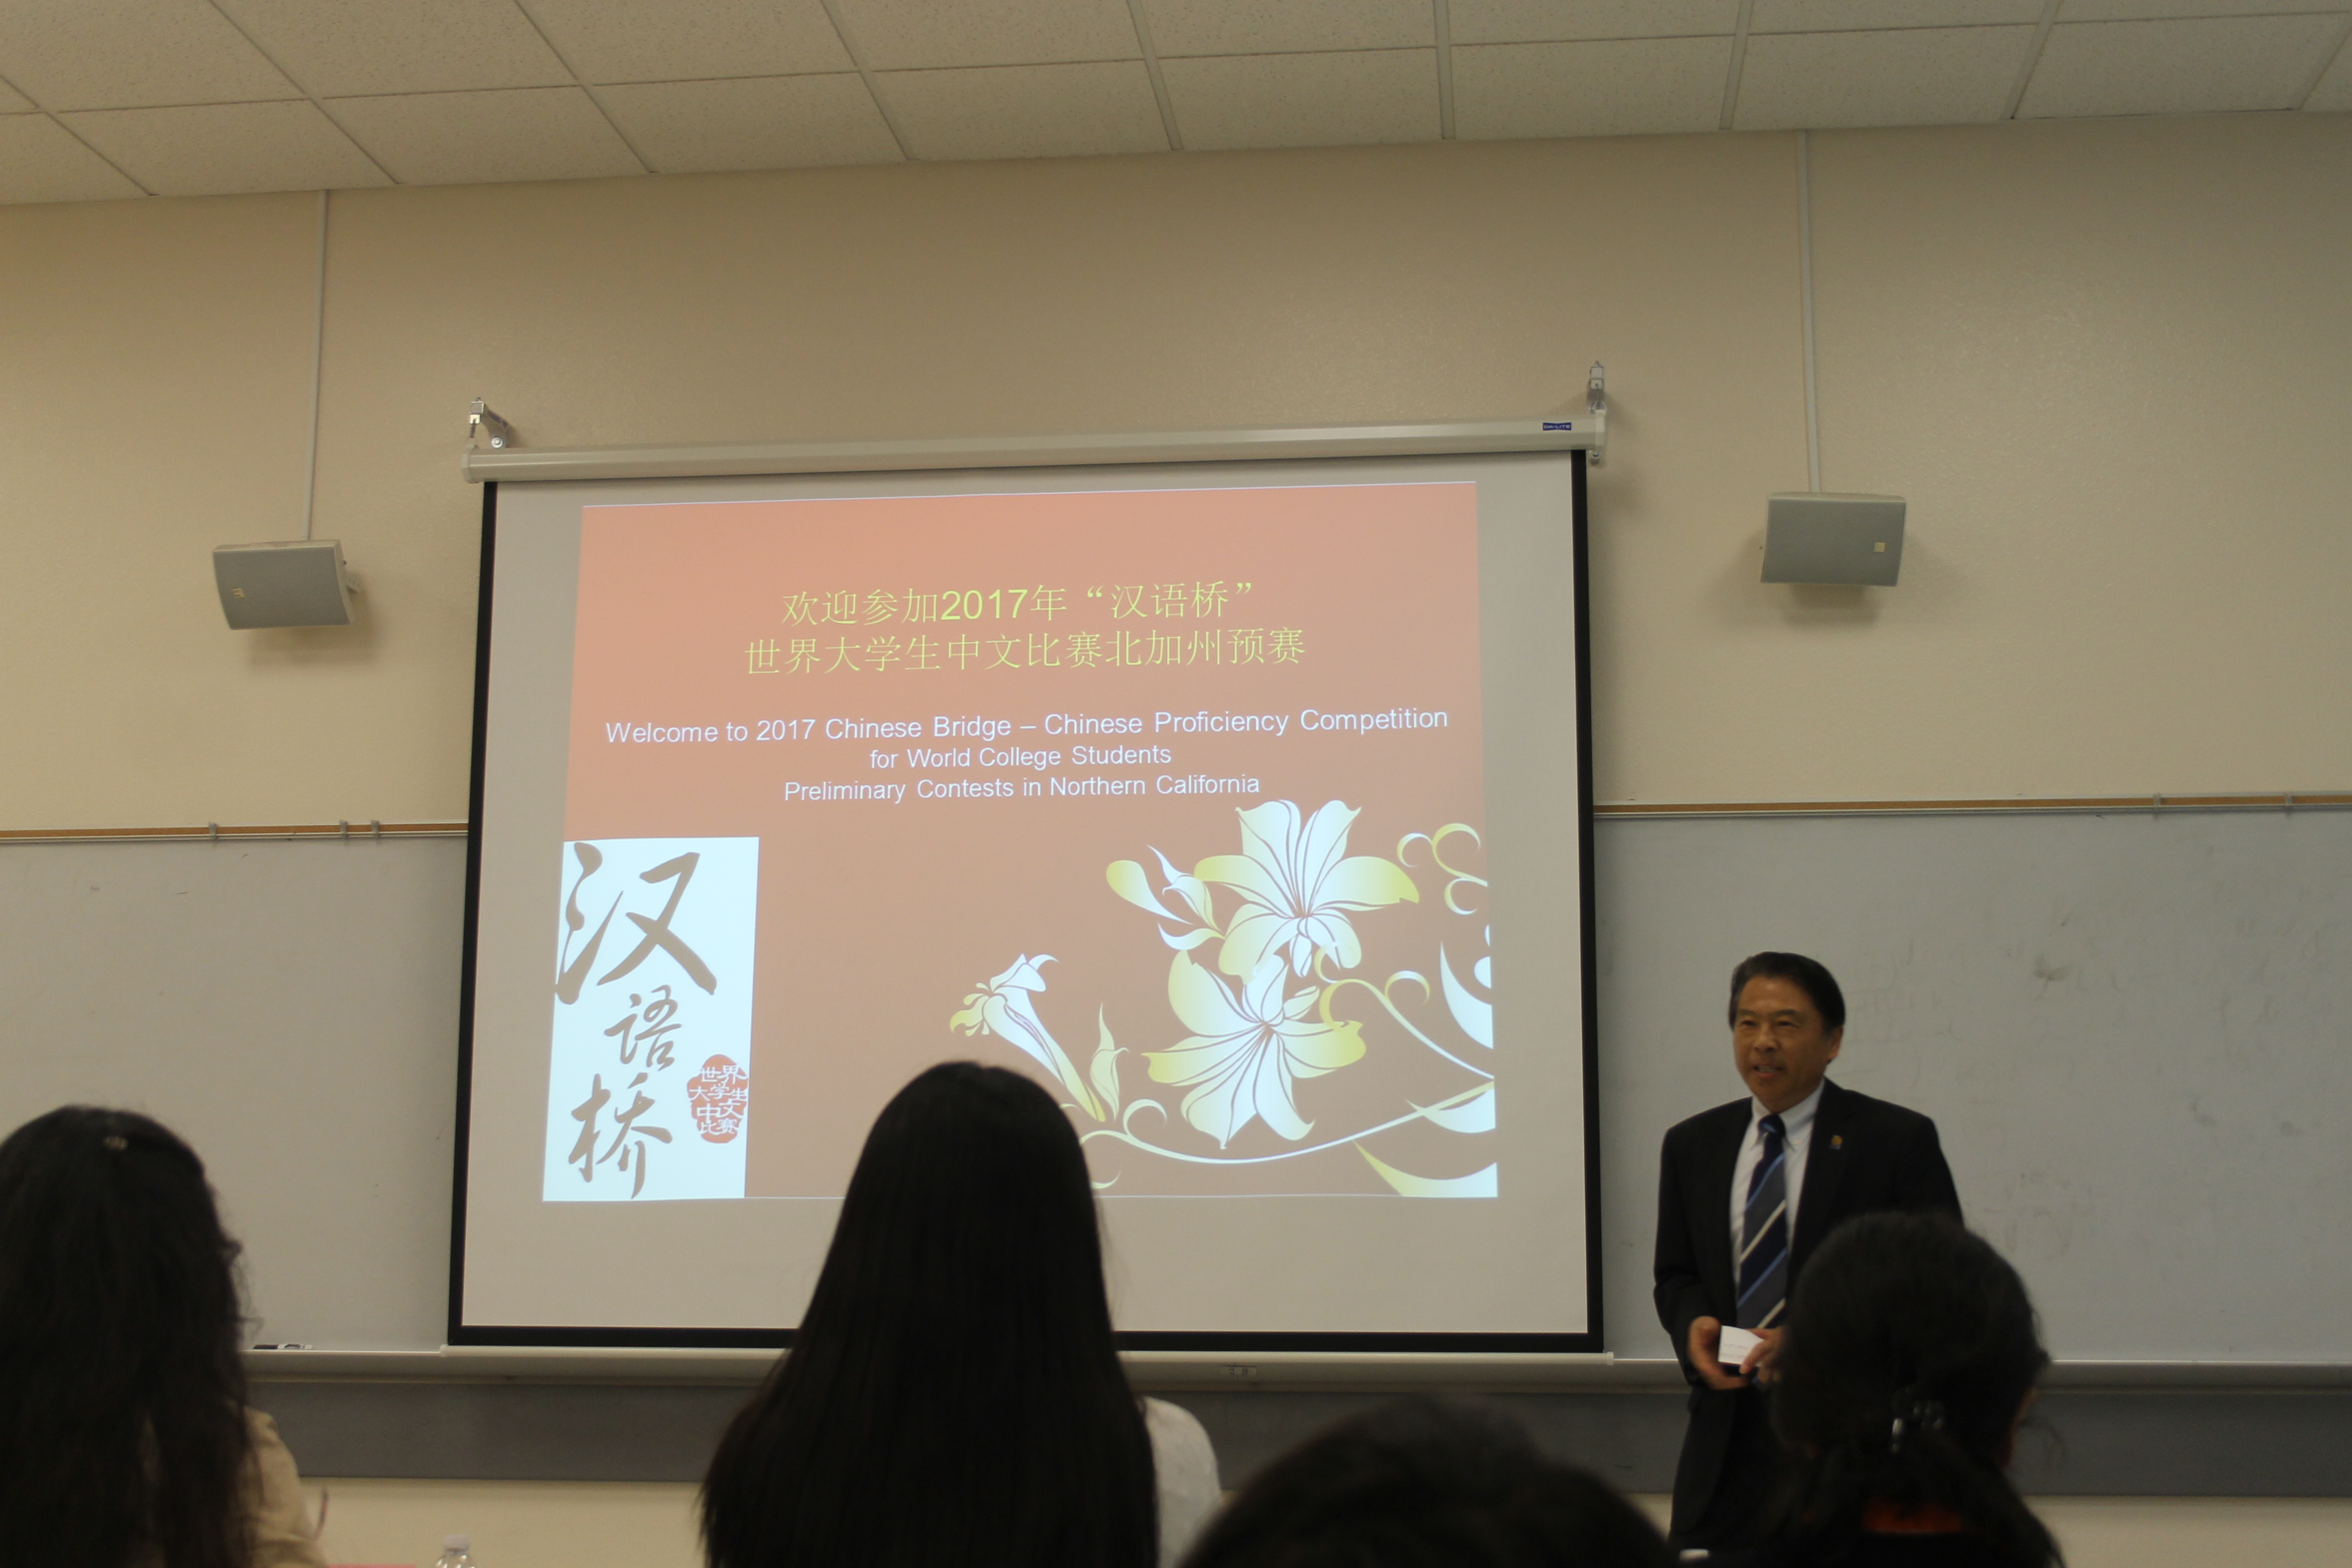 DA-LITE
欢迎参加2017年“汉语桥”
世界大学生中文比赛北加州预赛
Welcome to 2017 Chinese Bridge – Chinese Proficiency Competition
for World College Students
Preliminary Contests in Northern California
汉
语
桥
世界
大学生
中文
比赛